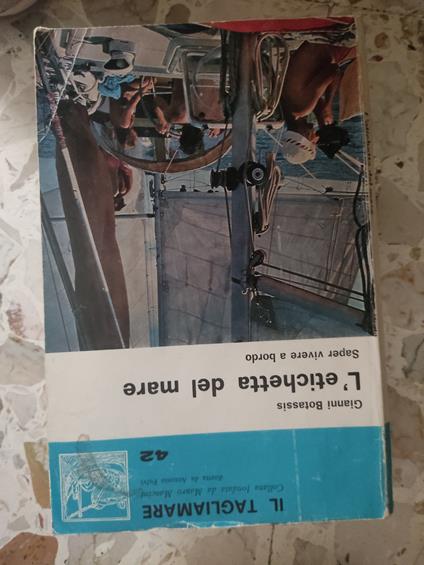 IL TAGLIAMARE
Collana fondata da Mauro Mancini
diretta da Antonio Fulvi
42
Gianni Botassis
L'etichetta del mare
Saper vivere a bordo